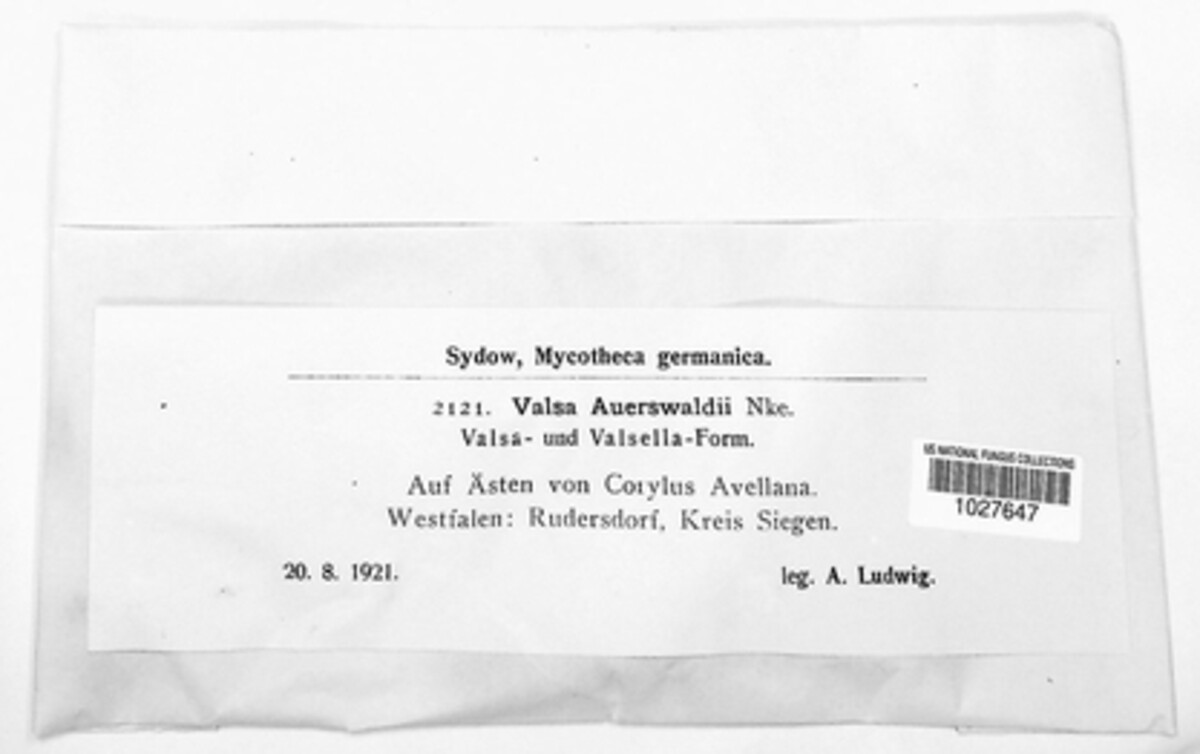 Sydow, Mycotheca germanica.
2121. Valsa Auerswaldii Nke.
Valsa- und Valsella-Form.
Auf Ästen von Corylus Avellana.
Westfalen: Rudersdorf, Kreis Siegen.
20. 8. 1921.
leg. A. Ludwig.
US NATIONAL FUNGUS COLLECTIONS
1027647